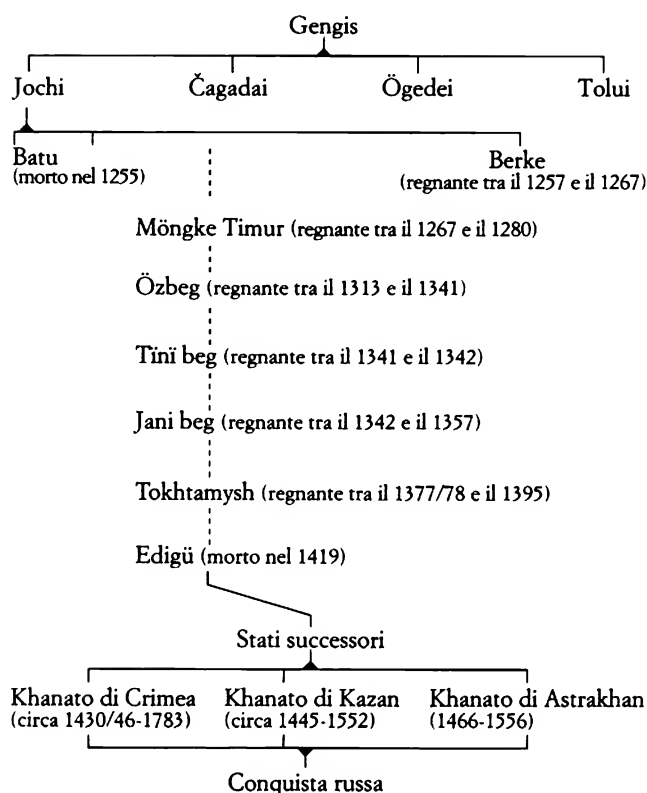 Gengis
Jochi Čagadai Ögedei Tolui
Batu Berke
(morto nel 1255) (regnante tra il 1257 e il 1267)
Möngke Timur (regnante tra il 1267 e il 1280)
Özbeg (regnante tra il 1313 e il 1341)
Tïnï beg (regnante tra il 1341 e il 1342)
Jani beg (regnante tra il 1342 e il 1357)
Tokhtamysh (regnante tra il 1377/78 e il 1395)
Edigü (morto nel 1419)
Stati successori
Khanato di Crimea Khanato di Kazan Khanato di Astrakhan
(circa 1430/46-1783) (circa 1445-1552) (1466-1556)
Conquista russa